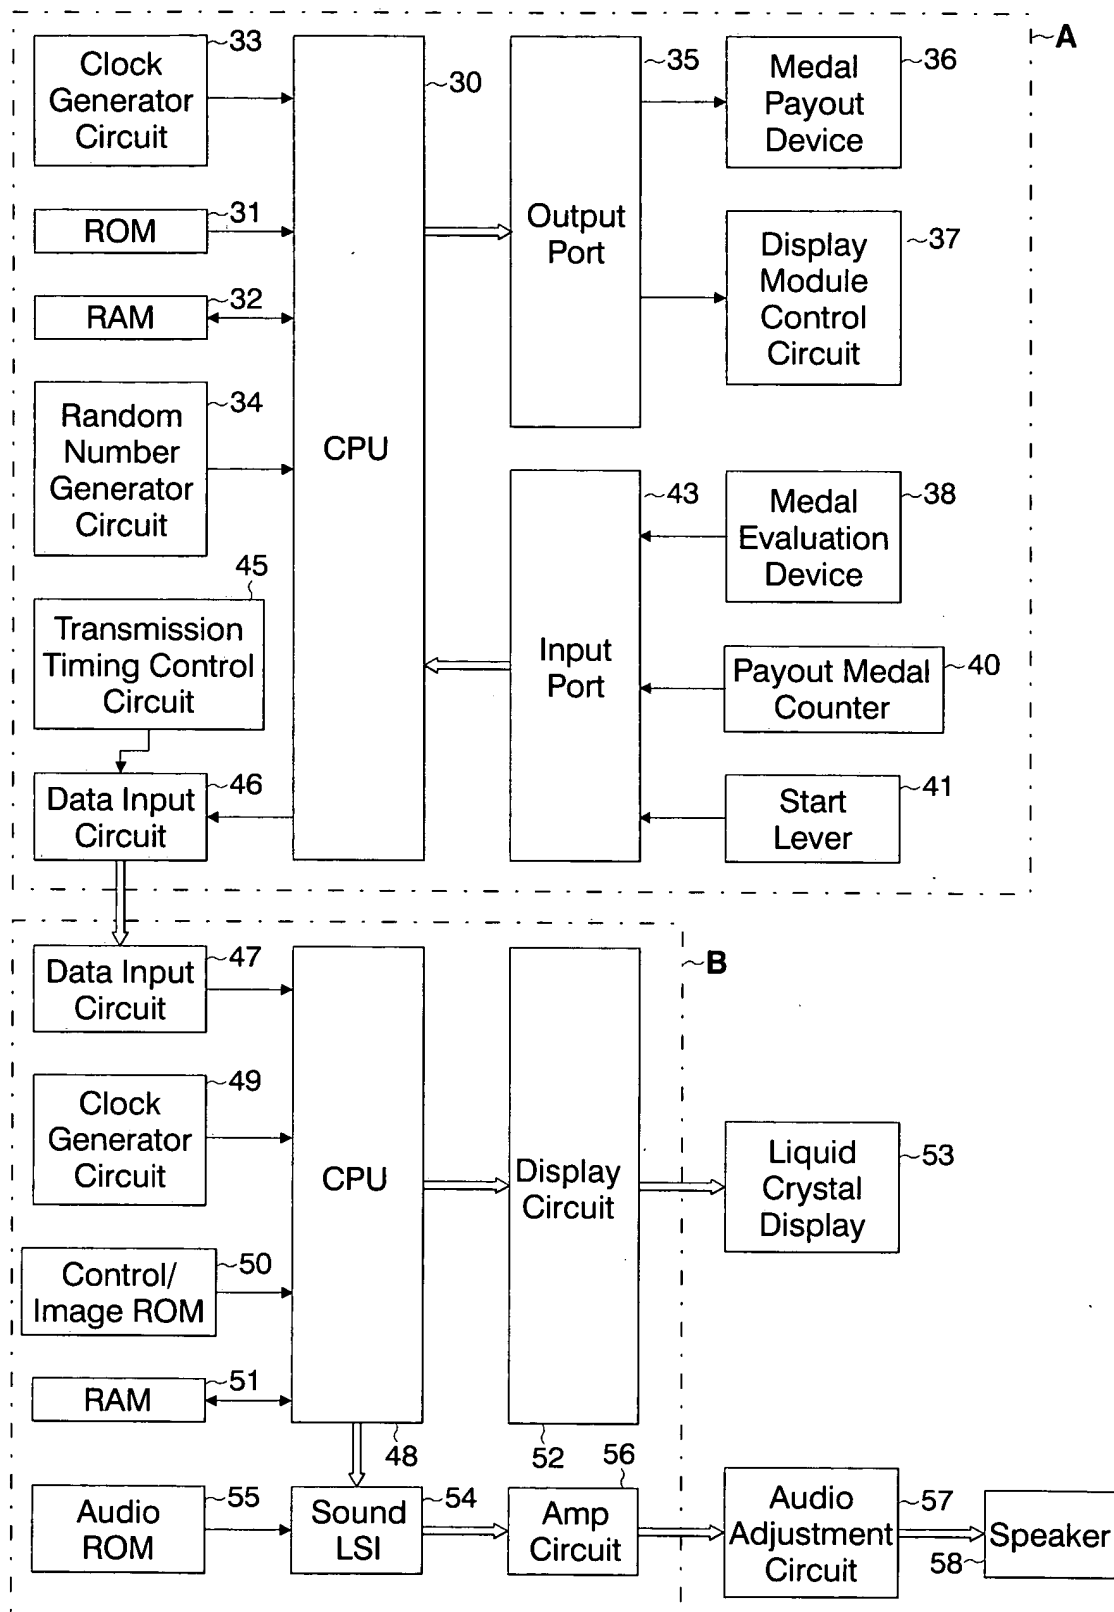 A
33
Clock
Generator
Circuit
30
35
Medal
Payout
Device
36
31
ROM
Output
Port
Display
Module
Control
Circuit
37
32
RAM
34
Random
Number
Generator
Circuit
CPU
43
Medal
Evaluation
Device
38
45
Transmission
Timing Control
Circuit
Input
Port
Payout Medal
Counter
40
46
Data Input
Circuit
Start
Lever
41
B
47
Data Input
Circuit
49
Clock
Generator
Circuit
CPU
Display
Circuit
Liquid
Crystal
Display
53
50
Control/
Image ROM
51
RAM
48
52
56
55
Audio
ROM
Sound
LSI
54
Amp
Circuit
Audio
Adjustment
Circuit
57
Speaker
58